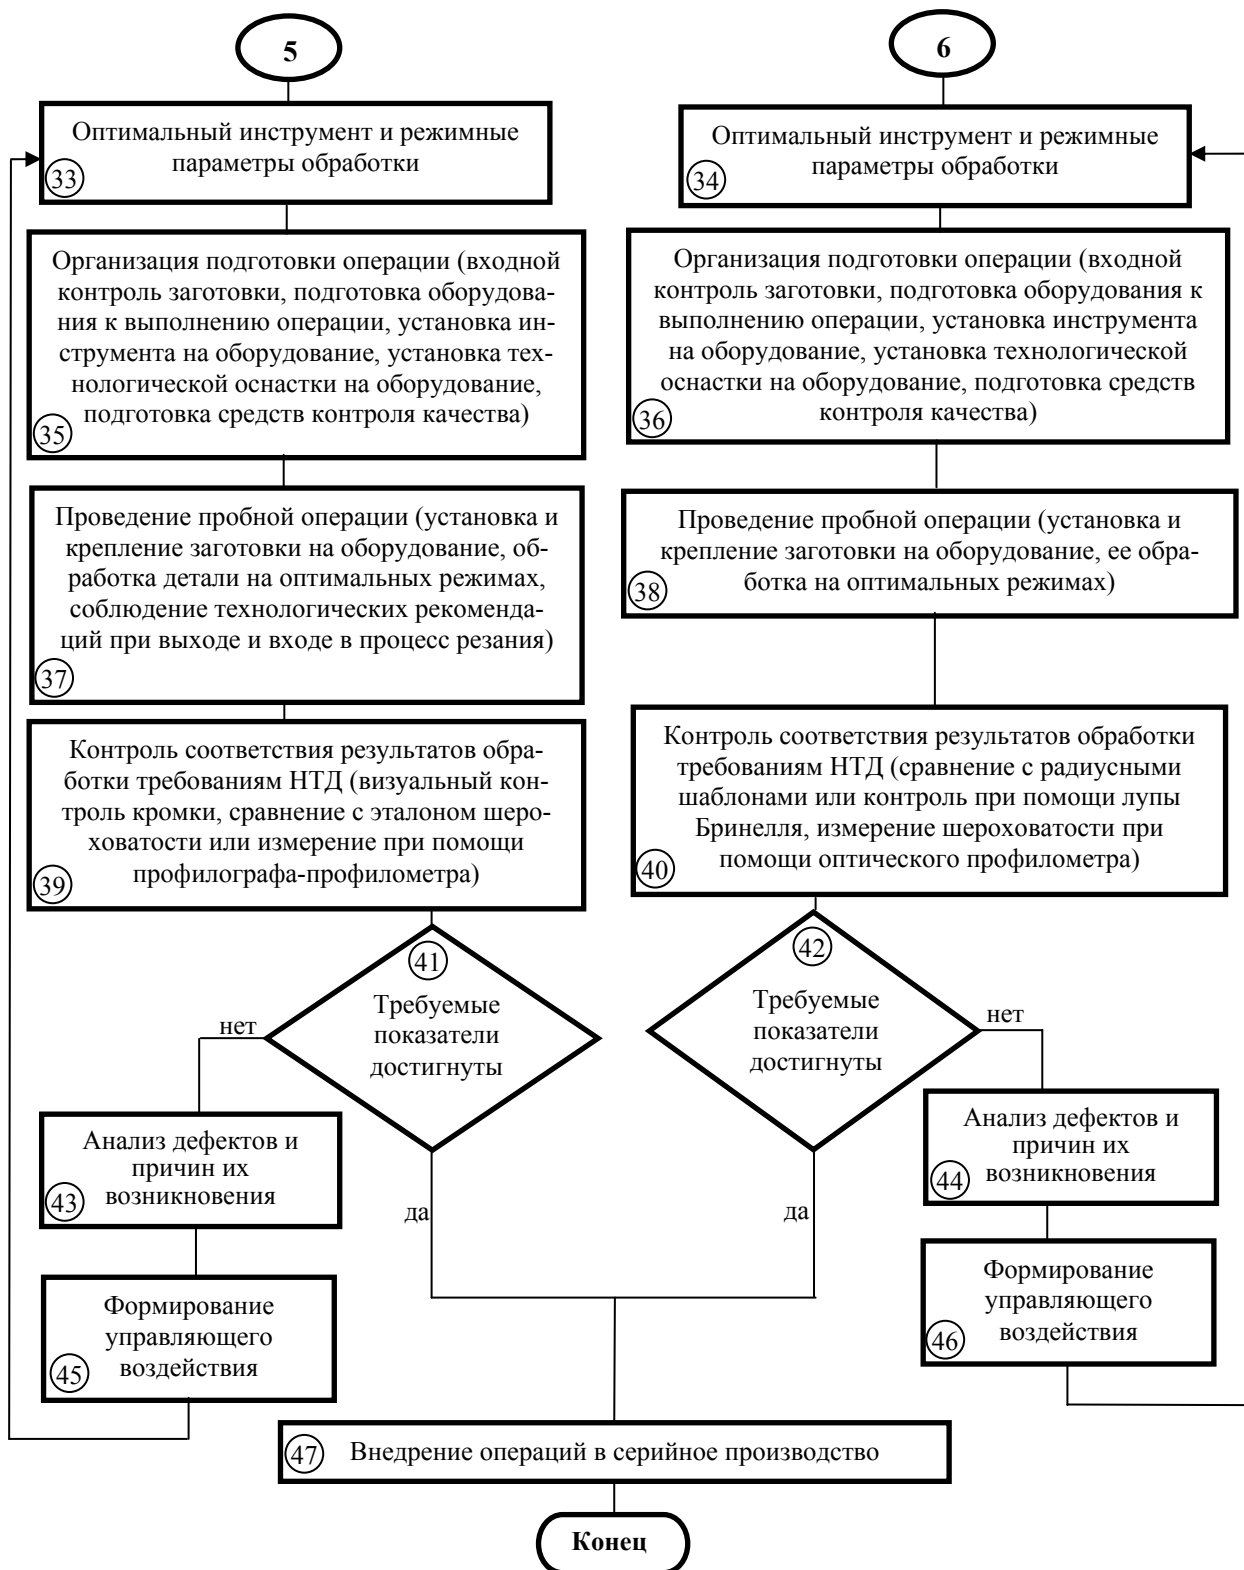 5
6
Оптимальный инструмент и режимные
параметры обработки
33
Оптимальный инструмент и режимные
параметры обработки
34
Организация подготовки операции (входной
контроль заготовки, подготовка оборудова-
ния к выполнению операции, установка ин-
струмента на оборудование, установка тех-
нологической оснастки на оборудование,
подготовка средств контроля качества)
35
Организация подготовки операции (входной
контроль заготовки, подготовка оборудования к
выполнению операции, установка инструмента
на оборудование, установка технологической
оснастки на оборудование, подготовка средств
контроля качества)
36
Проведение пробной операции (установка и
крепление заготовки на оборудование, об-
работка детали на оптимальных режимах,
соблюдение технологических рекоменда-
ций при выходе и входе в процесс резания)
37
Проведение пробной операции (установка и
крепление заготовки на оборудование, ее обра-
ботка на оптимальных режимах)
38
Контроль соответствия результатов обра-
ботки требованиям НТД (визуальный кон-
троль кромки, сравнение с эталоном шеро-
ховатости или измерение при помощи
профилографа-профилометра)
39
Контроль соответствия результатов обработки
требованиям НТД (сравнение с радиусными
шаблонами или контроль при помощи лупы
Бринелля, измерение шероховатости при
помощи оптического профилометра)
40
41
Требуемые
показатели
достигнуты
нет
да
42
Требуемые
показатели
достигнуты
нет
да
Анализ дефектов и
причин их
возникновения
43
Анализ дефектов и
причин их
возникновения
44
Формирование
управляющего
воздействия
45
Формирование
управляющего
воздействия
46
47
Внедрение операций в серийное производство
Конец